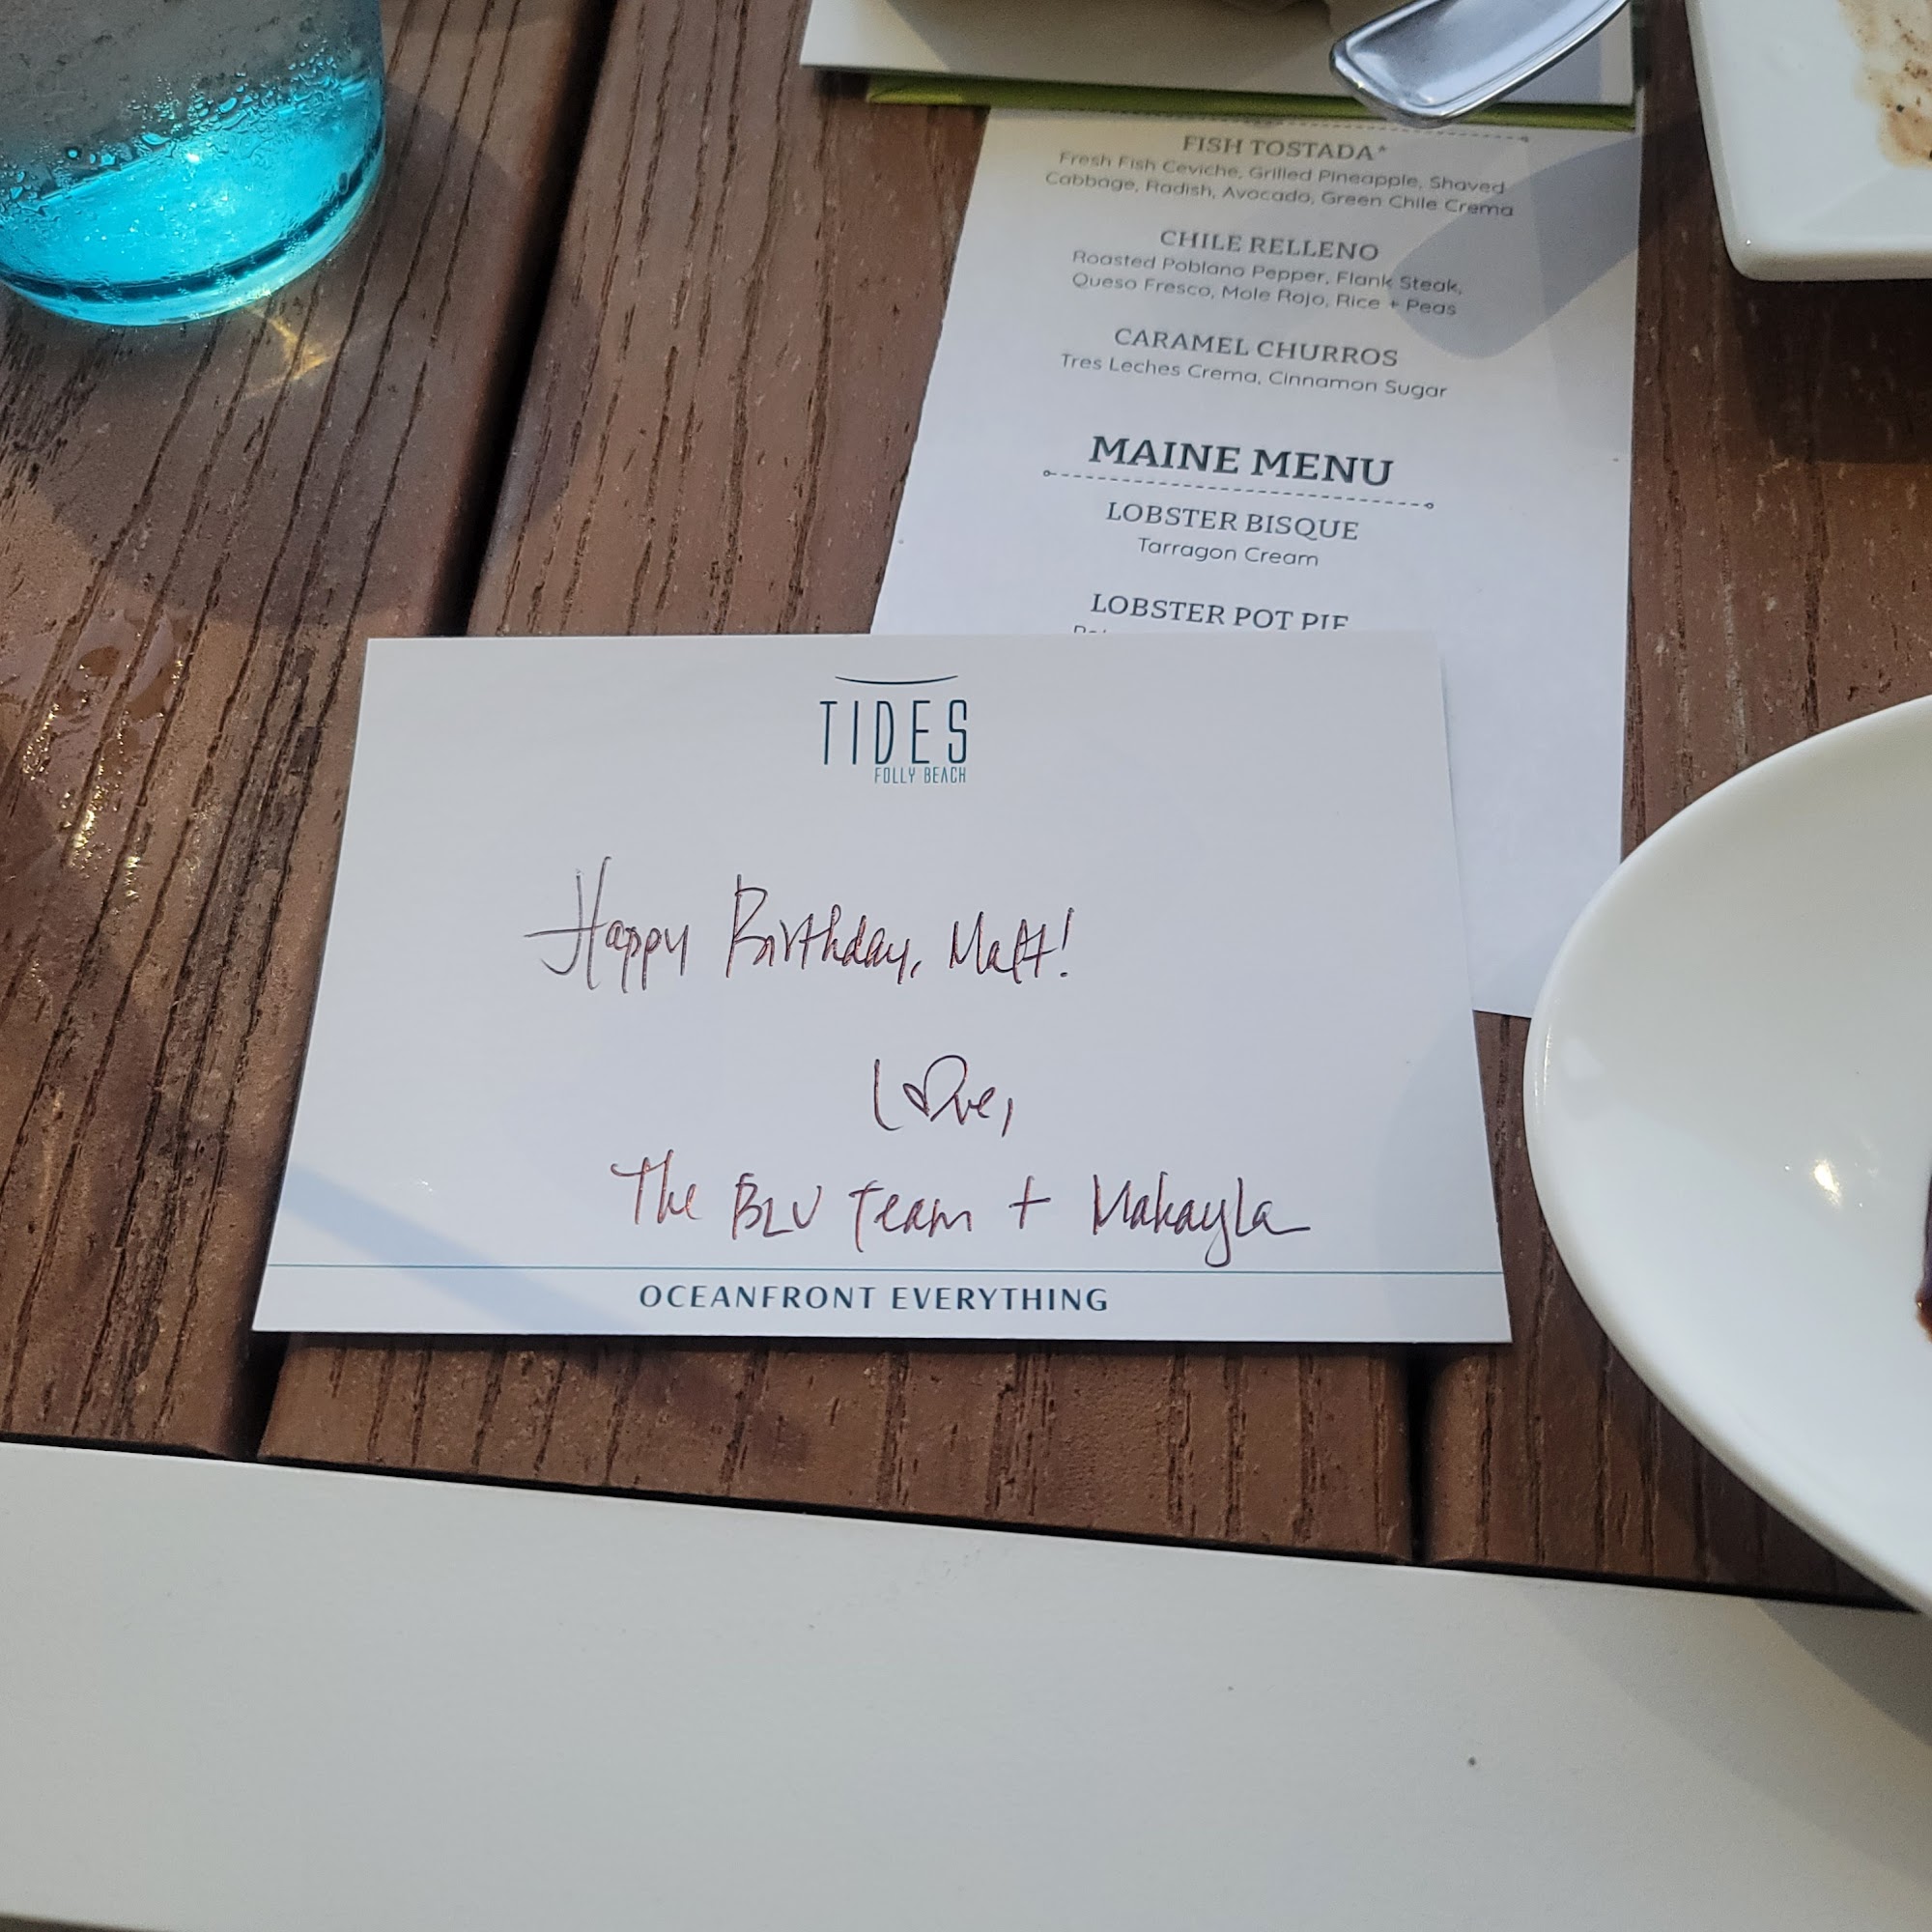 FISH TOSTADA*
Fresh Fish Ceviche, Grilled Pineapple, Shaved
Cabbage, Radish, Avocado, Green Chile Crema
CHILE RELLENO
Roasted Poblano Pepper, Flank Steak,
Queso Fresco, Mole Rojo, Rice + Peas
CARAMEL CHURROS
Tres Leches Crema, Cinnamon Sugar
MAINE MENU
LOBSTER BISQUE
Tarragon Cream
LOBSTER POT PIE
TIDES
FOLLY BEACH
Happy Birthday, Matt!
Love,
The BLU Team + Makayla
OCEANFRONT EVERYTHING